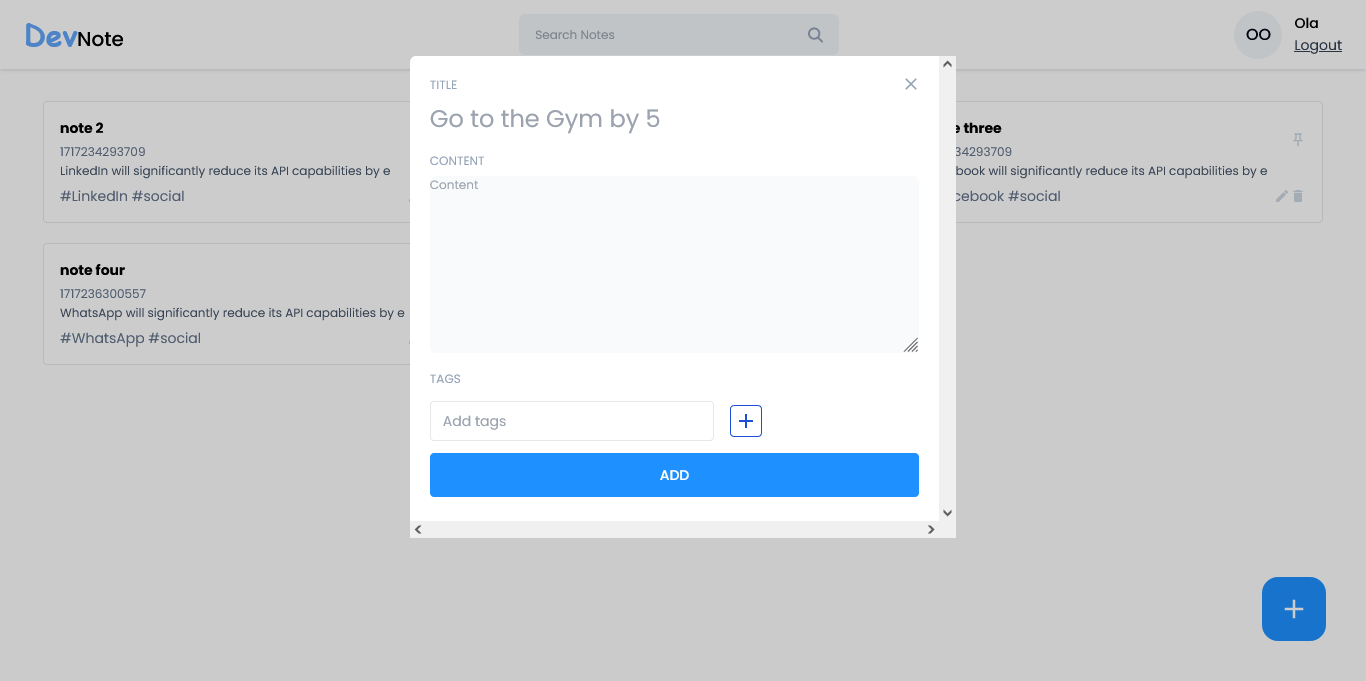 DevNote
Search Notes
OO
Ola
Logout
note 2
1717234293709
LinkedIn will significantly reduce its API capabilities by e
#LinkedIn #social
e three
34293709
book will significantly reduce its API capabilities by e
cebook #social
note four
1717236300557
WhatsApp will significantly reduce its API capabilities by e
#WhatsApp #social
TITLE
Go to the Gym by 5
CONTENT
Content
TAGS
Add tags
ADD